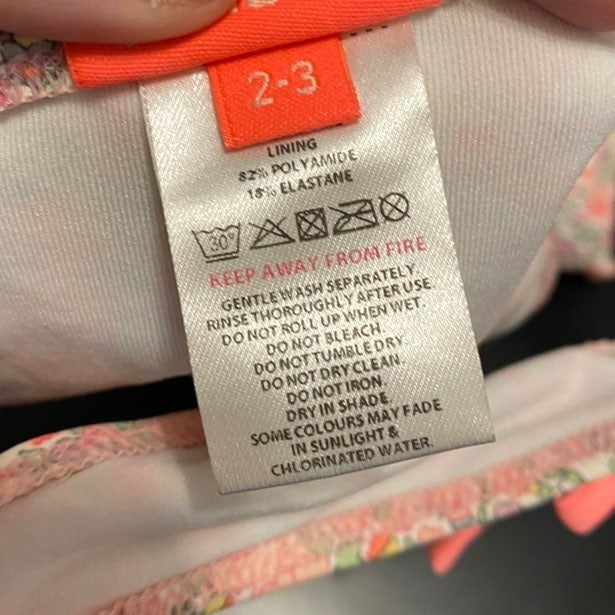 2-3
LINING
82% POLYAMIDE
18% ELASTANE
30°
KEEP AWAY FROM FIRE
GENTLE WASH SEPARATELY,
RINSE THOROUGHLY AFTER USE.
DO NOT ROLL UP WHEN WET.
DO NOT BLEACH.
DO NOT TUMBLE DRY.
DO NOT DRY CLEAN.
DO NOT IRON.
DRY IN SHADE.
SOME COLOURS MAY FADE
IN SUNLIGHT &
CHLORINATED WATER.